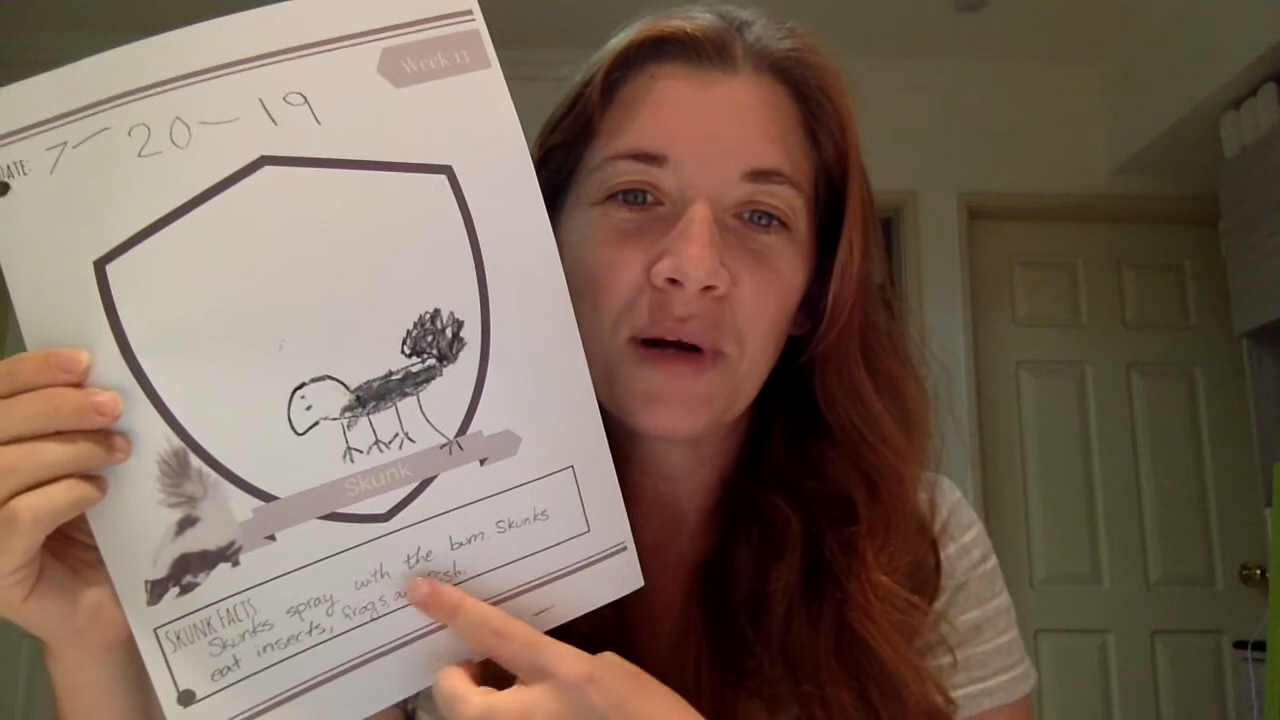 Week 13
DATE: 7-20-19
Skunk
SKUNK FACTS
Skunks spray with the bum. Skunks
eat insects, frogs,